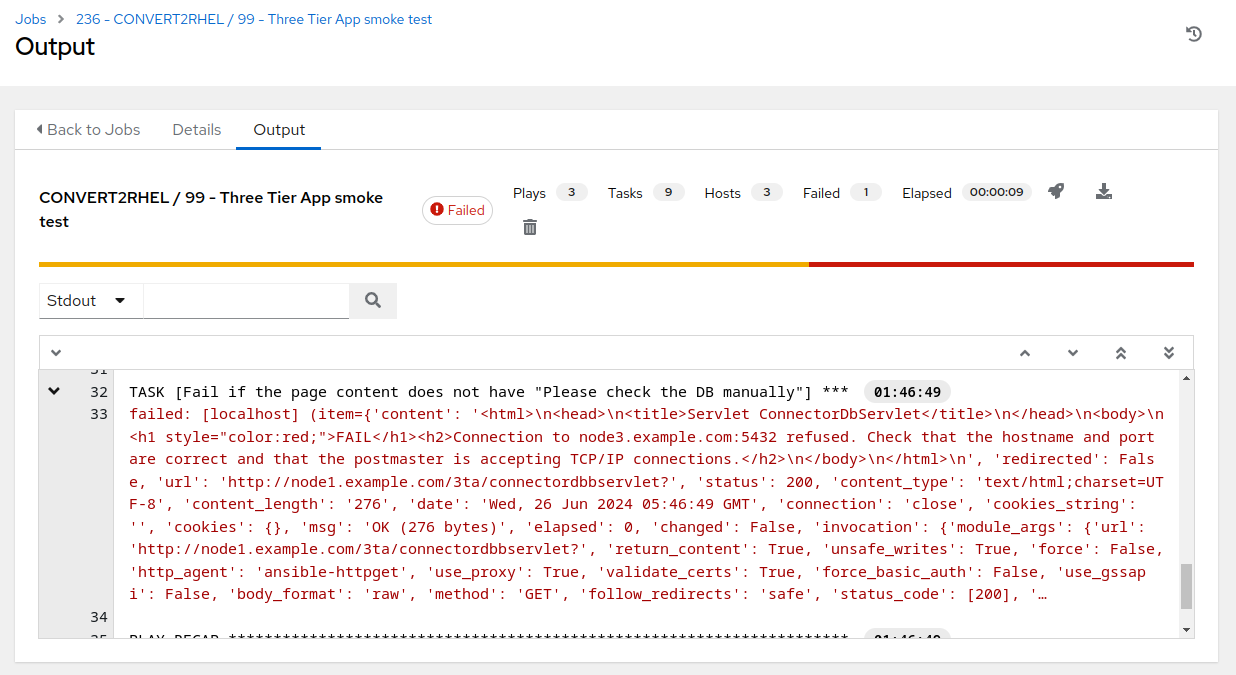 Jobs > 236 - CONVERT2RHEL / 99 - Three Tier App smoke test
Output
Back to Jobs Details Output
CONVERT2RHEL / 99 - Three Tier App smoke
test
Failed
Plays 3 Tasks 9 Hosts 3 Failed 1 Elapsed 00:00:09
Stdout
31
32 TASK [Fail if the page content does not have "Please check the DB manually"] *** 01:46:49
33 failed: [localhost] (item={'content': '<html>\n<head>\n<title>Servlet ConnectorDbServlet</title>\n</head>\n<body>\n
<h1 style="color:red;">FAIL</h1><h2>Connection to node3.example.com:5432 refused. Check that the hostname and port
are correct and that the postmaster is accepting TCP/IP connections.</h2>\n</body>\n</html>\n', 'redirected': Fals
e, 'url': 'http://node1.example.com/3ta/connectordbbservlet?', 'status': 200, 'content_type': 'text/html;charset=UT
F-8', 'content_length': '276', 'date': 'Wed, 26 Jun 2024 05:46:49 GMT', 'connection': 'close', 'cookies_string':
'', 'cookies': {}, 'msg': 'OK (276 bytes)', 'elapsed': 0, 'changed': False, 'invocation': {'module_args': {'url':
'http://node1.example.com/3ta/connectordbbservlet?', 'return_content': True, 'unsafe_writes': True, 'force': False,
'http_agent': 'ansible-httpget', 'use_proxy': True, 'validate_certs': True, 'force_basic_auth': False, 'use_gssap
i': False, 'body_format': 'raw', 'method': 'GET', 'follow_redirects': 'safe', 'status_code': [200], '…
34
35 PLAY RECAP ********************************************************************* 01:46:49